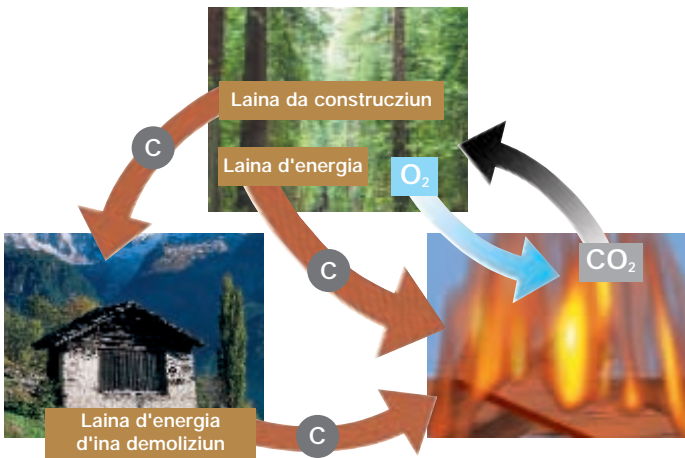 Laina da construcziun
C
Laina d'energia
O₂
C
CO₂
Laina d'energia
d'ina demoliziun
C